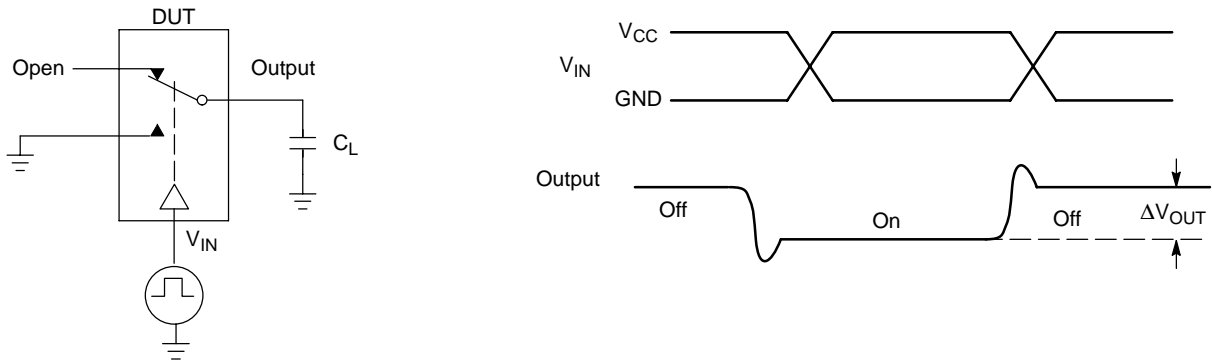 DUT
Open
Output
C_L
V_IN
V_CC
V_IN
GND
Output
Off
On
Off
ΔV_OUT